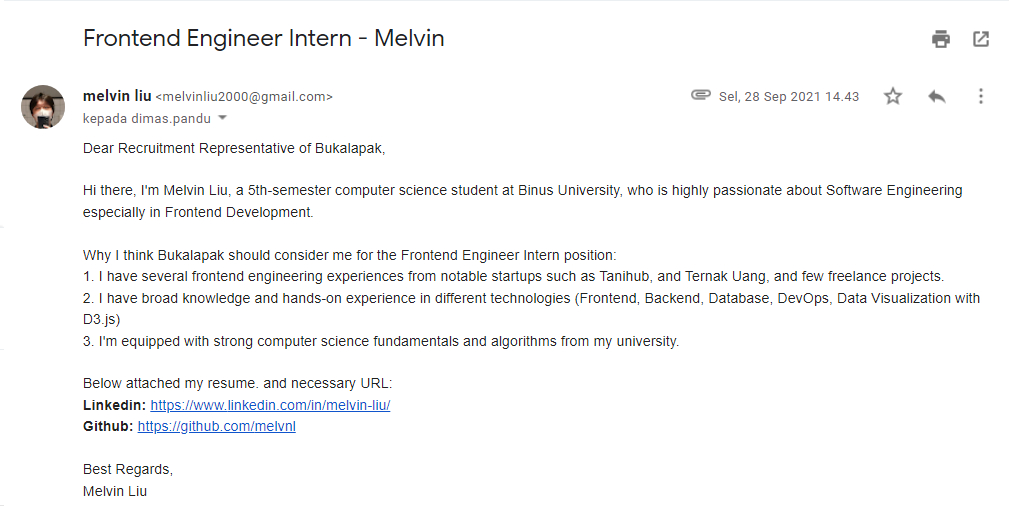 Frontend Engineer Intern - Melvin
melvin liu <melvinliu2000@gmail.com>
Sel, 28 Sep 2021 14.43
kepada dimas.pandu
Dear Recruitment Representative of Bukalapak,
Hi there, I'm Melvin Liu, a 5th-semester computer science student at Binus University, who is highly passionate about Software Engineering
especially in Frontend Development.
Why I think Bukalapak should consider me for the Frontend Engineer Intern position:
1. I have several frontend engineering experiences from notable startups such as Tanihub, and Ternak Uang, and few freelance projects.
2. I have broad knowledge and hands-on experience in different technologies (Frontend, Backend, Database, DevOps, Data Visualization with
D3.js)
3. I'm equipped with strong computer science fundamentals and algorithms from my university.
Below attached my resume. and necessary URL:
Linkedin: https://www.linkedin.com/in/melvin-liu/
Github: https://github.com/melvnl
Best Regards,
Melvin Liu